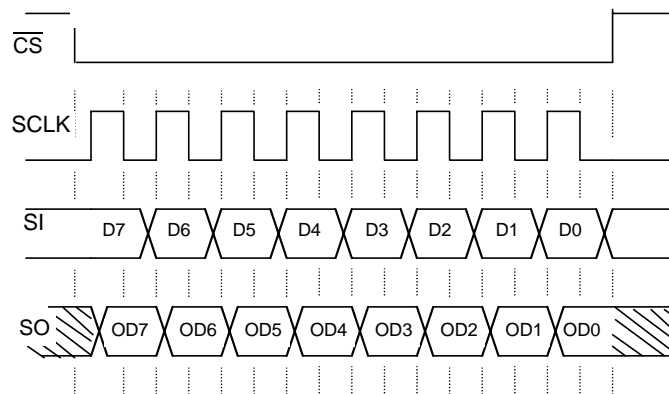 C̅S̅
SCLK
SI D7 D6 D5 D4 D3 D2 D1 D0
SO OD7 OD6 OD5 OD4 OD3 OD2 OD1 OD0